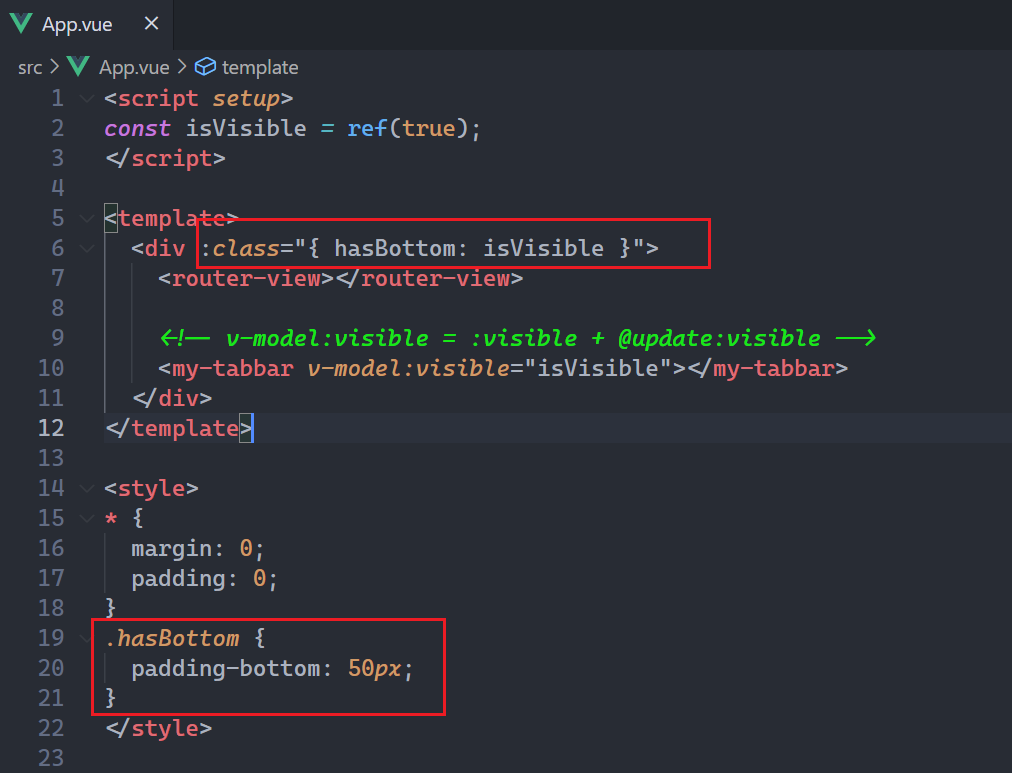 App.vue
src > App.vue > template
1 <script setup>
2 const isVisible = ref(true);
3 </script>
4
5 <template>
6 <div :class="{ hasBottom: isVisible }">
7 <router-view></router-view>
8
9 <!-- v-model:visible = :visible + @update:visible -->
10 <my-tabbar v-model:visible="isVisible"></my-tabbar>
11 </div>
12 </template>
13
14 <style>
15 * {
16 margin: 0;
17 padding: 0;
18 }
19 .hasBottom {
20 padding-bottom: 50px;
21 }
22 </style>
23